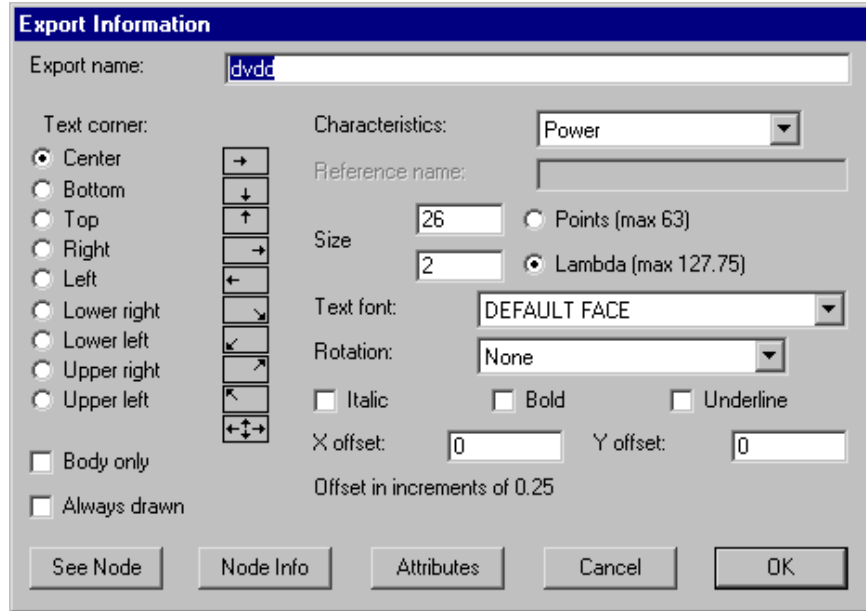 Export Information
Export name: dvdd
Text corner:
Center
Bottom
Top
Right
Left
Lower right
Lower left
Upper right
Upper left
Body only
Always drawn
Characteristics: Power
Reference name:
Size
26 Points (max 63)
2 Lambda (max 127.75)
Text font: DEFAULT FACE
Rotation: None
Italic Bold Underline
X offset: 0 Y offset: 0
Offset in increments of 0.25
See Node Node Info Attributes Cancel OK